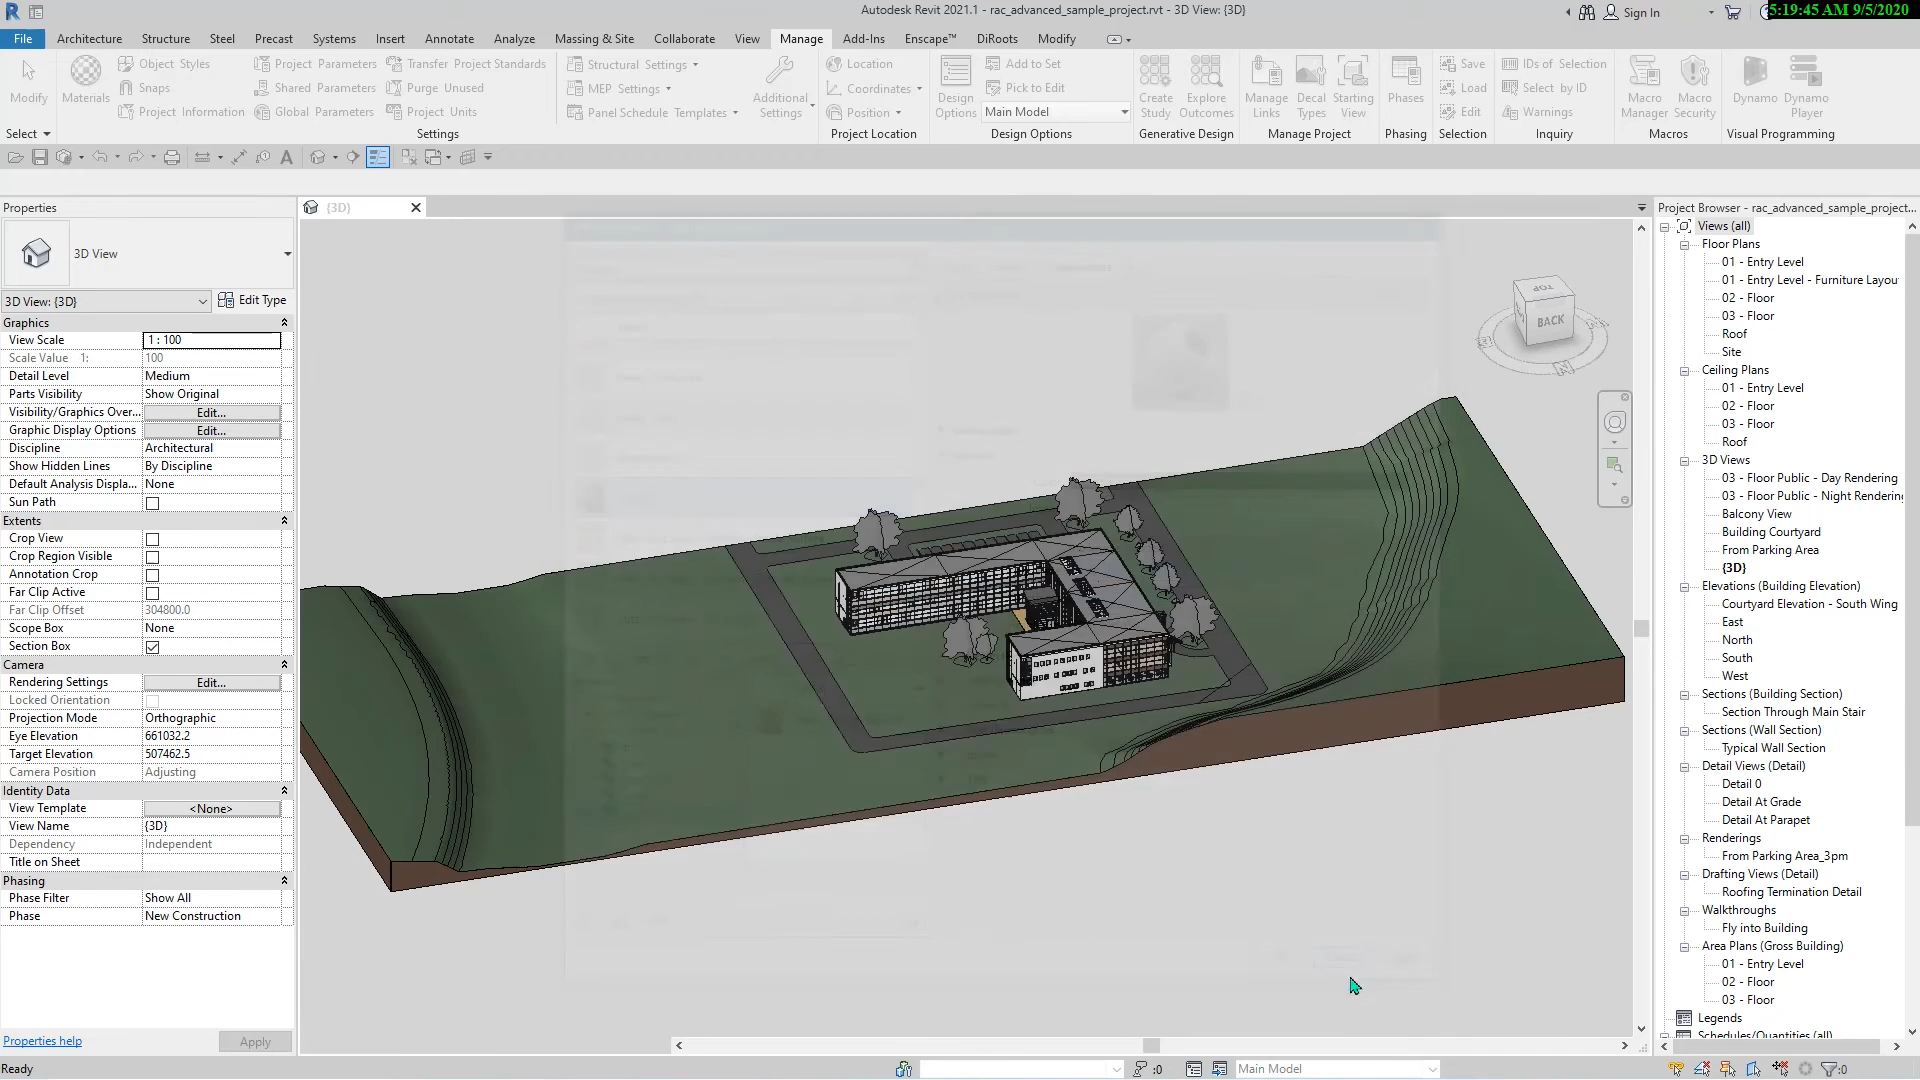 Autodesk Revit 2021.1 - rac_advanced_sample_project.rvt - 3D View: {3D}
Sign In
5:19:45 AM 9/5/2020
File Architecture Structure Steel Precast Systems Insert Annotate Analyze Massing & Site Collaborate View Manage Add-Ins Enscape™ DiRoots Modify
Object Styles Project Parameters Transfer Project Standards Structural Settings Location Add to Set Save IDs of Selection
Snaps Shared Parameters Purge Unused MEP Settings Coordinates Pick to Edit Load Select by ID
Project Information Global Parameters Project Units Panel Schedule Templates Position Main Model Edit Warnings
Modify Materials Additional Settings Design Options Create Study Explore Outcomes Manage Links Decal Types Starting View Phases Macro Manager Macro Security Dynamo Dynamo Player
Select Settings Project Location Design Options Generative Design Manage Project Phasing Selection Inquiry Macros Visual Programming
Properties
3D View
3D View: {3D} Edit Type
Graphics
View Scale 1 : 100
Scale Value 1: 100
Detail Level Medium
Parts Visibility Show Original
Visibility/Graphics Over... Edit...
Graphic Display Options Edit...
Discipline Architectural
Show Hidden Lines By Discipline
Default Analysis Displa... None
Sun Path
Extents
Crop View
Crop Region Visible
Annotation Crop
Far Clip Active
Far Clip Offset 304800.0
Scope Box None
Section Box
Camera
Rendering Settings Edit...
Locked Orientation
Projection Mode Orthographic
Eye Elevation 661032.2
Target Elevation 507462.5
Camera Position Adjusting
Identity Data
View Template <None>
View Name {3D}
Dependency Independent
Title on Sheet
Phasing
Phase Filter Show All
Phase New Construction
Properties help Apply
{3D}
TOP
BACK
Project Browser - rac_advanced_sample_project...
Views (all)
Floor Plans
01 - Entry Level
01 - Entry Level - Furniture Layou
02 - Floor
03 - Floor
Roof
Site
Ceiling Plans
01 - Entry Level
02 - Floor
03 - Floor
Roof
3D Views
03 - Floor Public - Day Rendering
03 - Floor Public - Night Rendering
Balcony View
Building Courtyard
From Parking Area
{3D}
Elevations (Building Elevation)
Courtyard Elevation - South Wing
East
North
South
West
Sections (Building Section)
Section Through Main Stair
Sections (Wall Section)
Typical Wall Section
Detail Views (Detail)
Detail 0
Detail At Grade
Detail At Parapet
Renderings
From Parking Area_3pm
Drafting Views (Detail)
Roofing Termination Detail
Walkthroughs
Fly into Building
Area Plans (Gross Building)
01 - Entry Level
02 - Floor
03 - Floor
Legends
Schedules/Quantities (all)
Ready :0 Main Model :0